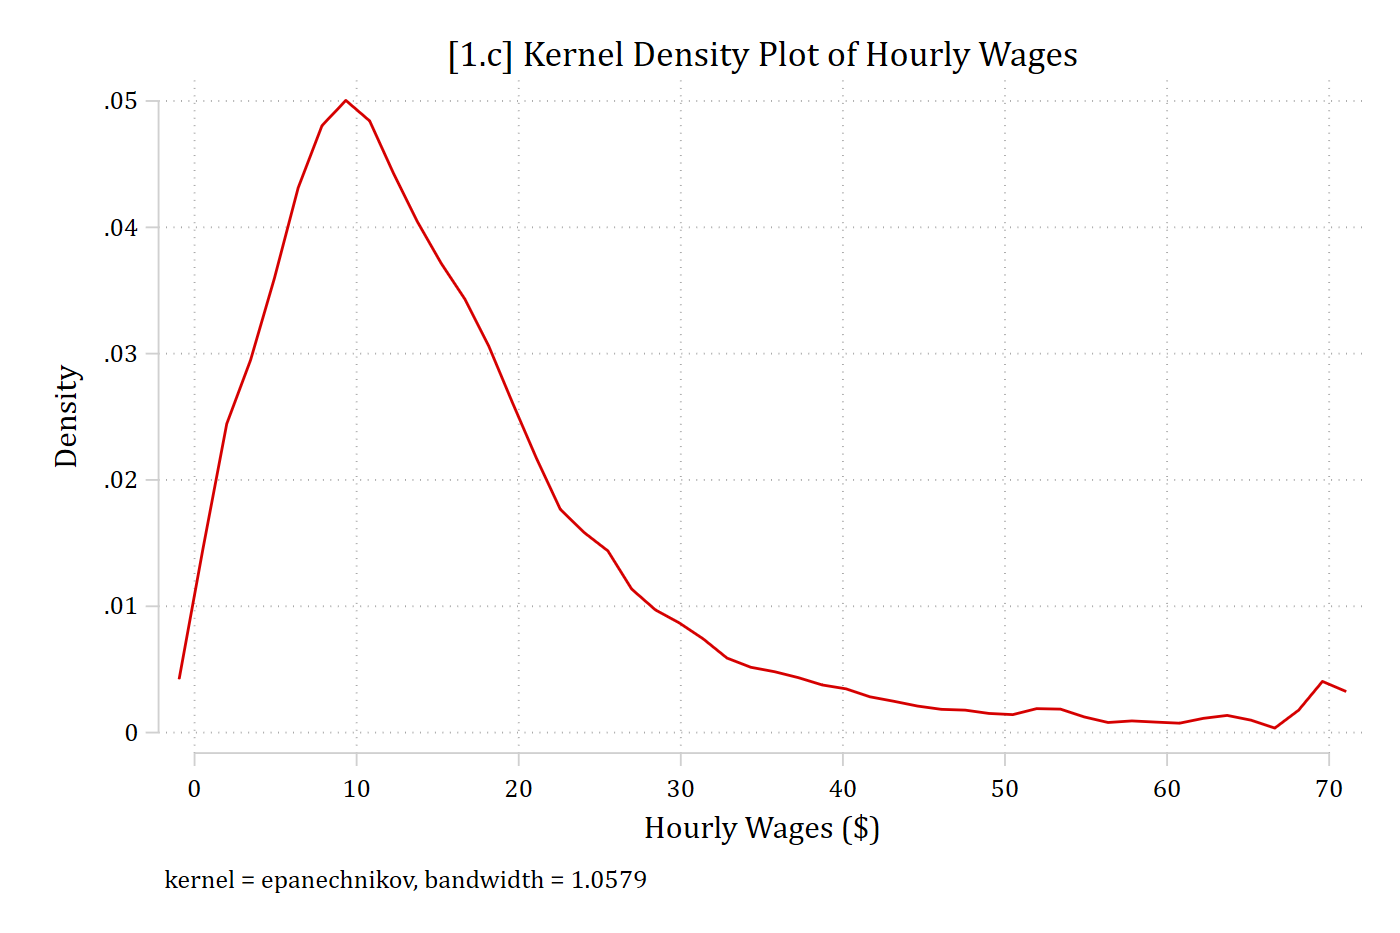 [1.c] Kernel Density Plot of Hourly Wages
.05
.04
.03
.02
.01
0
Density
0 10 20 30 40 50 60 70
Hourly Wages ($)
kernel = epanechnikov, bandwidth = 1.0579